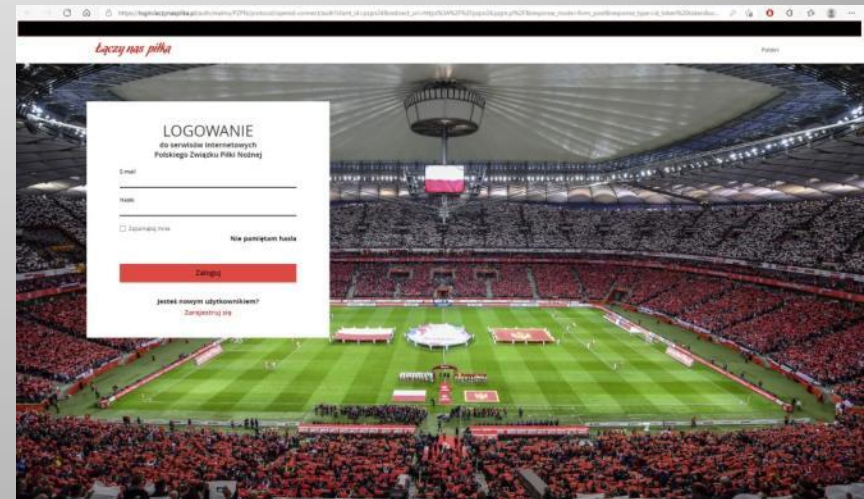 Łączy nas piłka
Polski
LOGOWANIE
do serwisów internetowych
Polskiego Związku Piłki Nożnej
E-mail
Hasło
Zapamiętaj mnie
Nie pamiętam hasła
Zaloguj
Jesteś nowym użytkownikiem?
Zarejestruj się